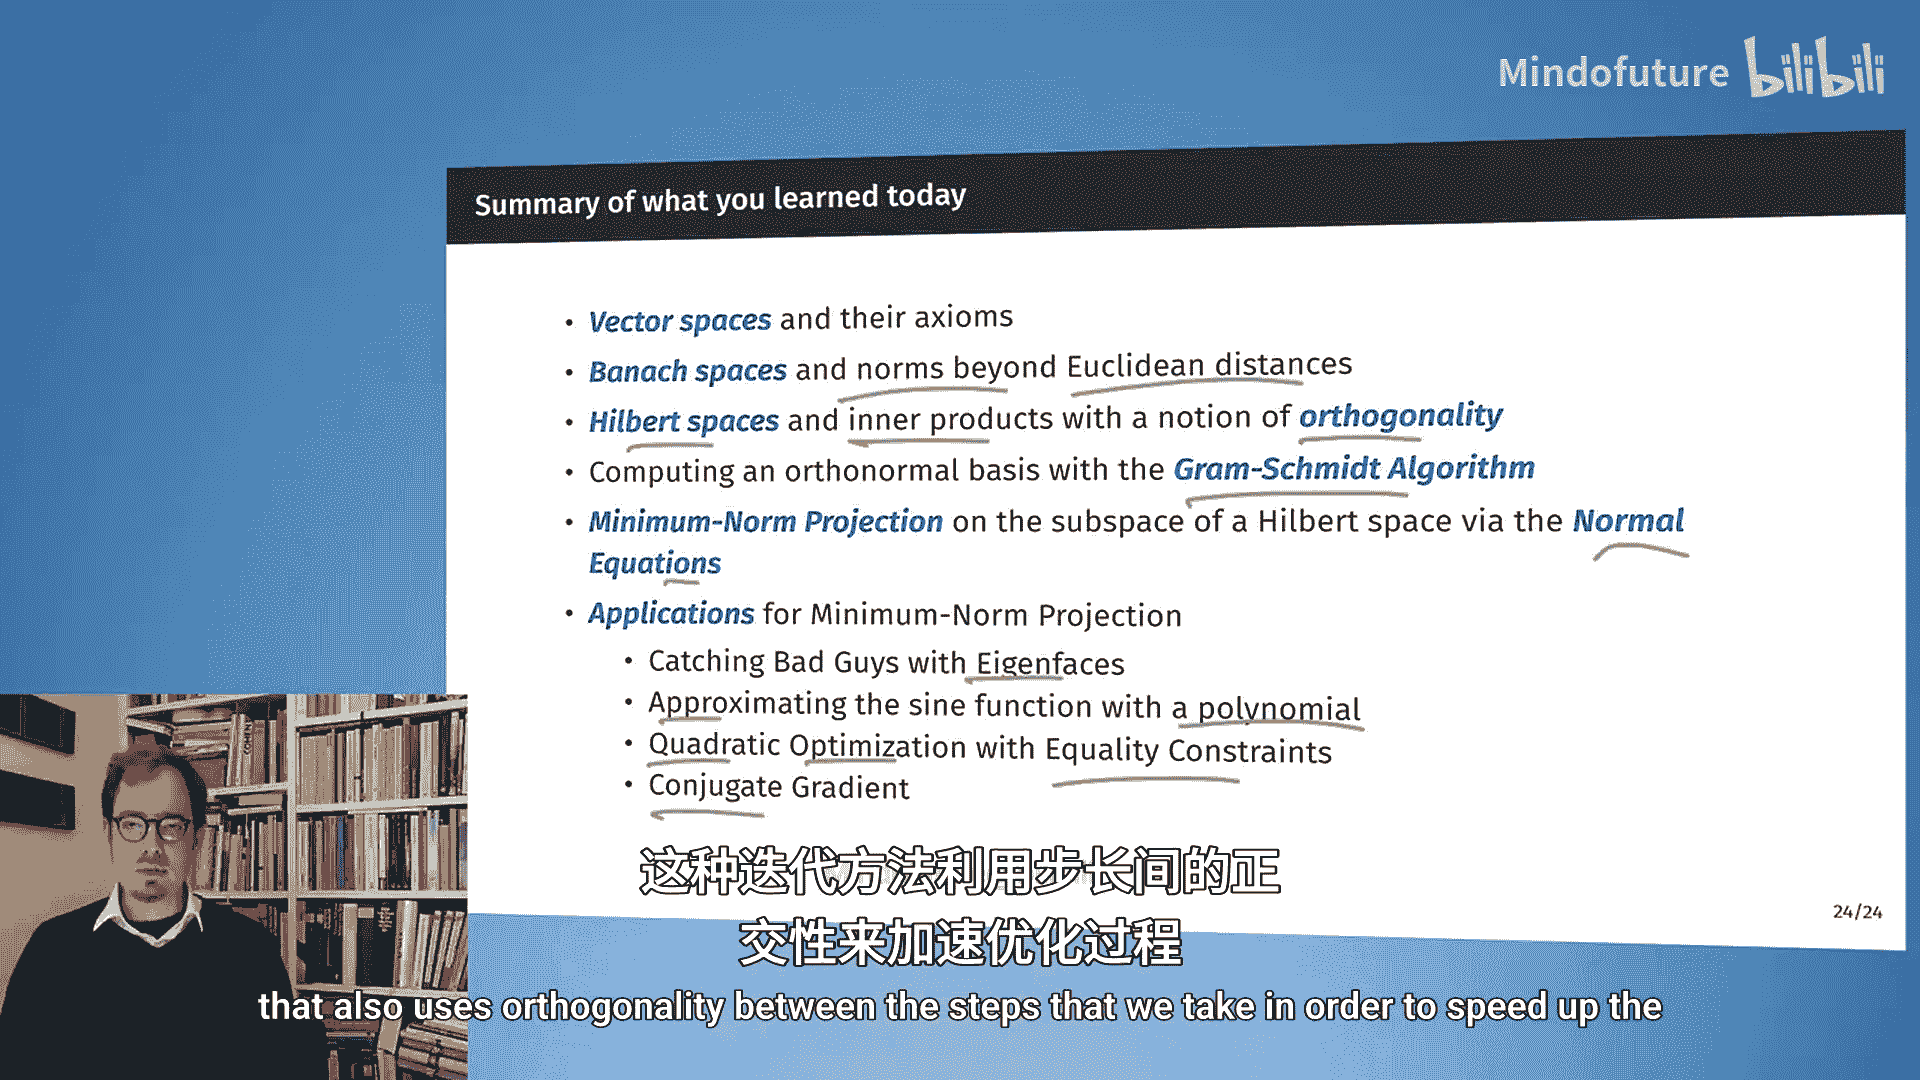 Mindofuture bilibili
Summary of what you learned today
• Vector spaces and their axioms
• Banach spaces and norms beyond Euclidean distances
• Hilbert spaces and inner products with a notion of orthogonality
• Computing an orthonormal basis with the Gram-Schmidt Algorithm
• Minimum-Norm Projection on the subspace of a Hilbert space via the Normal
Equations
• Applications for Minimum-Norm Projection
• Catching Bad Guys with Eigenfaces
• Approximating the sine function with a polynomial
• Quadratic Optimization with Equality Constraints
• Conjugate Gradient
24/24
这种迭代方法利用步长间的正
交性来加速优化过程
that also uses orthogonality between the steps that we take in order to speed up the